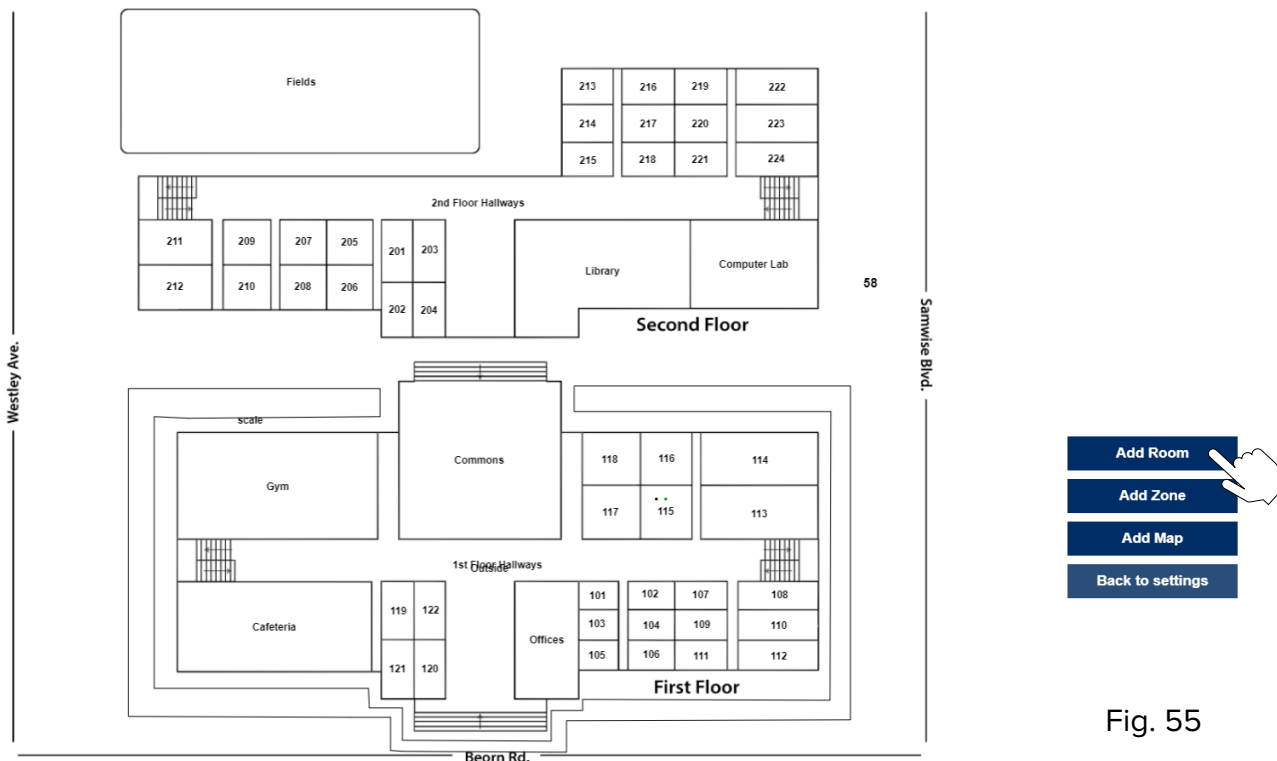 Fields
213 216 219 222
214 217 220 223
215 218 221 224
2nd Floor Hallways
211 209 207 205 201 203
212 210 208 206 202 204
Library
Computer Lab
58
Second Floor
Westley Ave.
Samwise Blvd.
scale
Gym
Commons
118 116 114
117 115 113
1st Floor Hallways
Outside
Cafeteria
119 122
121 120
Offices
101 102 107 108
103 104 109 110
105 106 111 112
First Floor
Beorn Rd.
Add Room
Add Zone
Add Map
Back to settings
Fig. 55